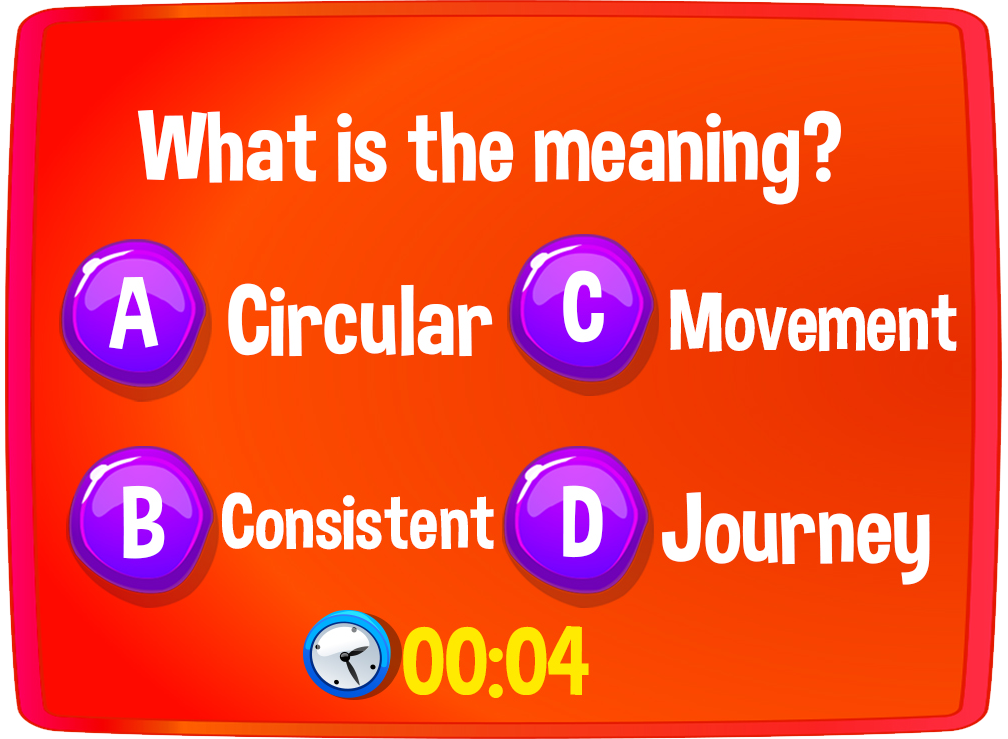 What is the meaning?
A Circular
C Movement
B Consistent
D Journey
00:04